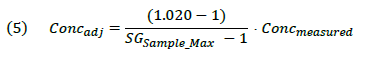 (5) Conc_adj = (1.020 − 1) / (SG_Sample_Max − 1) · Conc_measured